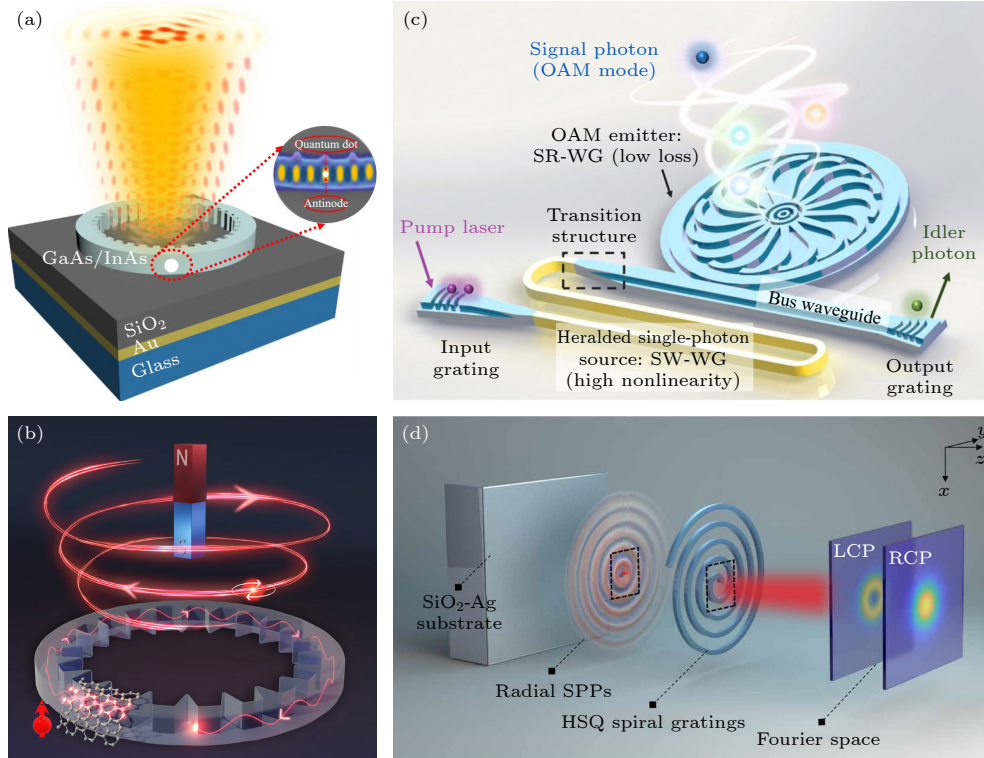 (a)
Quantum dot
Antinode
GaAs/InAs
SiO2
Au
Glass
(c)
Signal photon
(OAM mode)
OAM emitter:
SR-WG (low loss)
Transition
structure
Pump laser
Idler
photon
Bus waveguide
Input
grating
Heralded single-photon
source: SW-WG
(high nonlinearity)
Output
grating
(b)
N
(d)
y
z
x
LCP
RCP
SiO2-Ag
substrate
Radial SPPs
HSQ spiral gratings
Fourier space